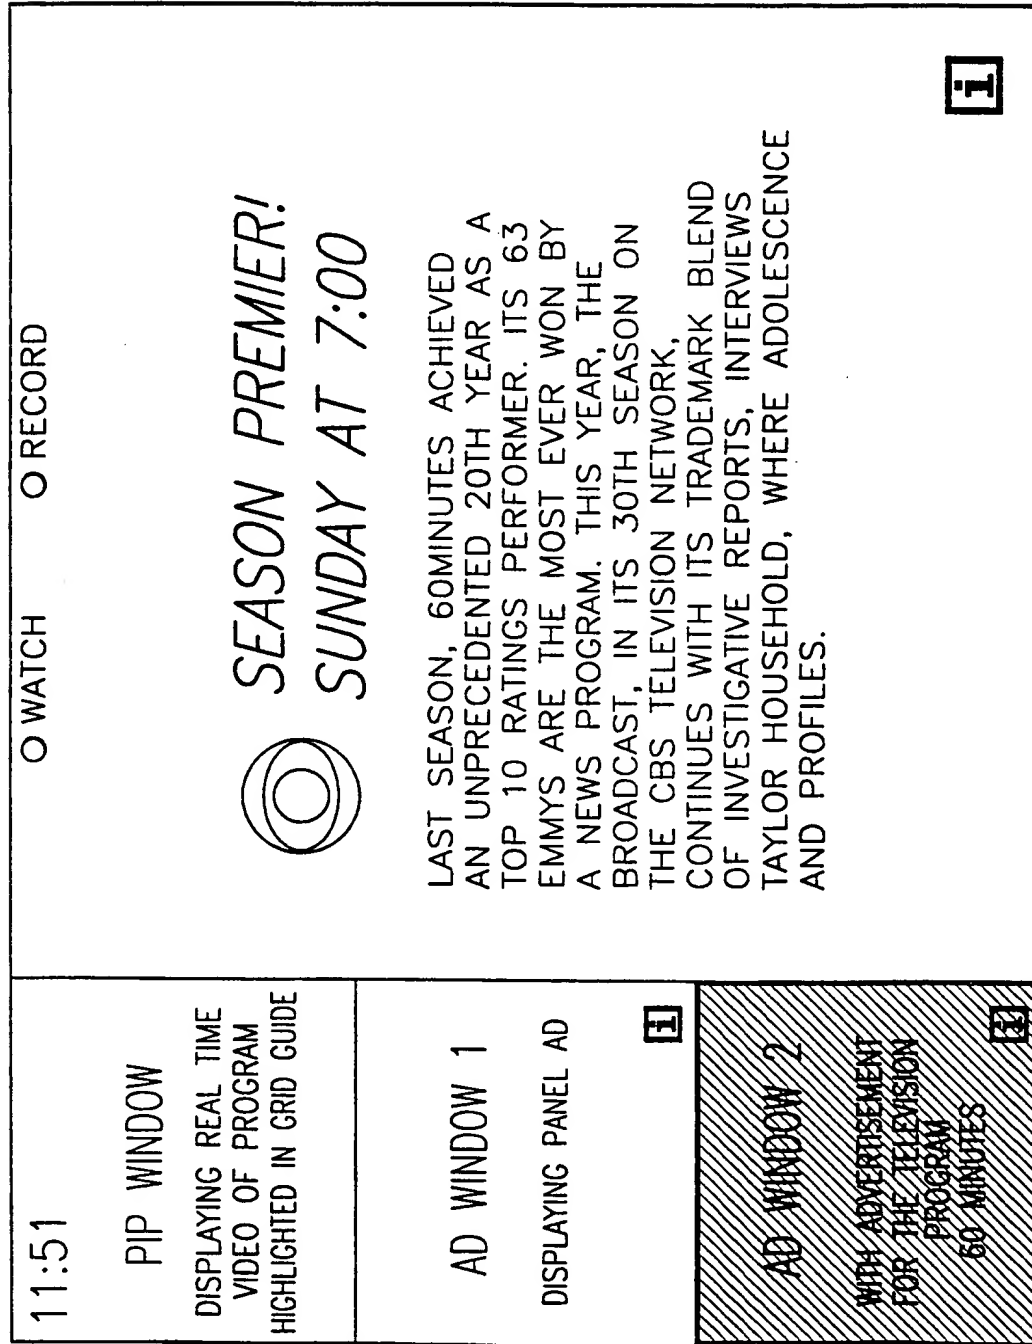 11:51
PIP WINDOW
DISPLAYING REAL TIME
VIDEO OF PROGRAM
HIGHLIGHTED IN GRID GUIDE
AD WINDOW 1
DISPLAYING PANEL AD
i
AD WINDOW 2
WITH ADVERTISEMENT
FOR THE TELEVISION
PROGRAM
60 MINUTES
i
O WATCH O RECORD
SEASON PREMIER!
SUNDAY AT 7:00
LAST SEASON, 60MINUTES ACHIEVED
AN UNPRECEDENTED 20TH YEAR AS A
TOP 10 RATINGS PERFORMER. ITS 63
EMMYS ARE THE MOST EVER WON BY
A NEWS PROGRAM. THIS YEAR, THE
BROADCAST, IN ITS 30TH SEASON ON
THE CBS TELEVISION NETWORK,
CONTINUES WITH ITS TRADEMARK BLEND
OF INVESTIGATIVE REPORTS, INTERVIEWS
TAYLOR HOUSEHOLD, WHERE ADOLESCENCE
AND PROFILES.
i